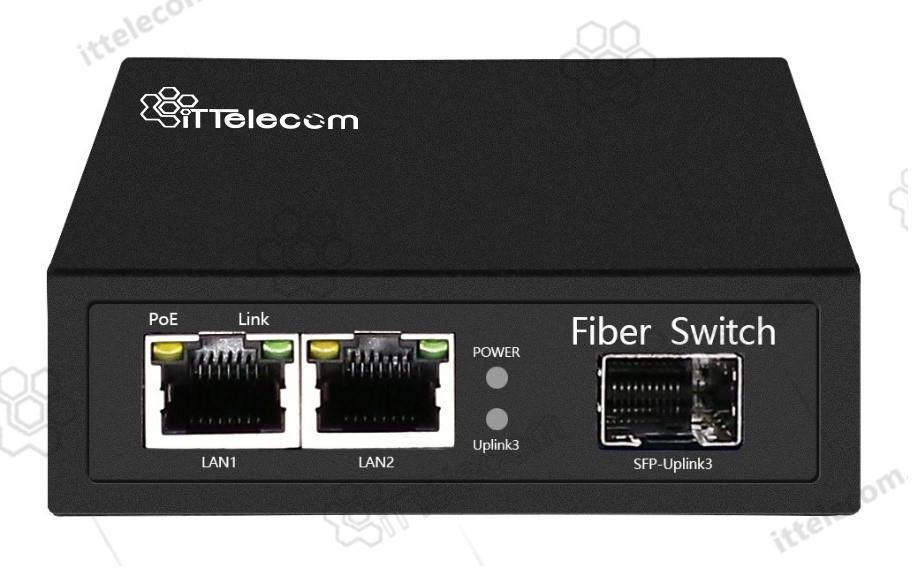 ittelecom
iTTelecom
PoE Link
Fiber Switch
POWER
Uplink3
LAN1 LAN2 SFP-Uplink3
iTTelecom